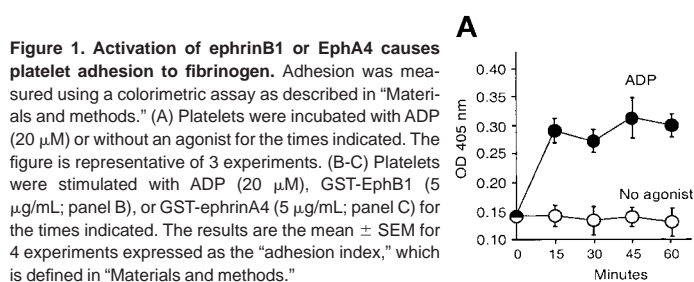 Figure 1. Activation of ephrinB1 or EphA4 causes
platelet adhesion to fibrinogen. Adhesion was mea-
sured using a colorimetric assay as described in “Materi-
als and methods.” (A) Platelets were incubated with ADP
(20 μM) or without an agonist for the times indicated. The
figure is representative of 3 experiments. (B-C) Platelets
were stimulated with ADP (20 μM), GST-EphB1 (5
μg/mL; panel B), or GST-ephrinA4 (5 μg/mL; panel C) for
the times indicated. The results are the mean ± SEM for
4 experiments expressed as the “adhesion index,” which
is defined in “Materials and methods.”
A
OD 405 nm
0.40
0.35
0.30
0.20
0.15
0.10
ADP
No agonist
0 15 30 45 60
Minutes